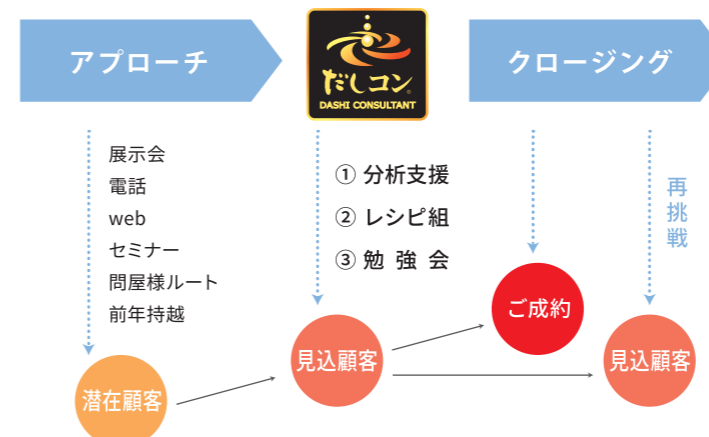 アプローチ
だしコン®
DASHI CONSULTANT
クロージング
展示会
電話
web
セミナー
問屋様ルート
前年持越
① 分析支援
② レシピ組
③ 勉強会
再挑戦
ご成約
見込顧客
見込顧客
潜在顧客